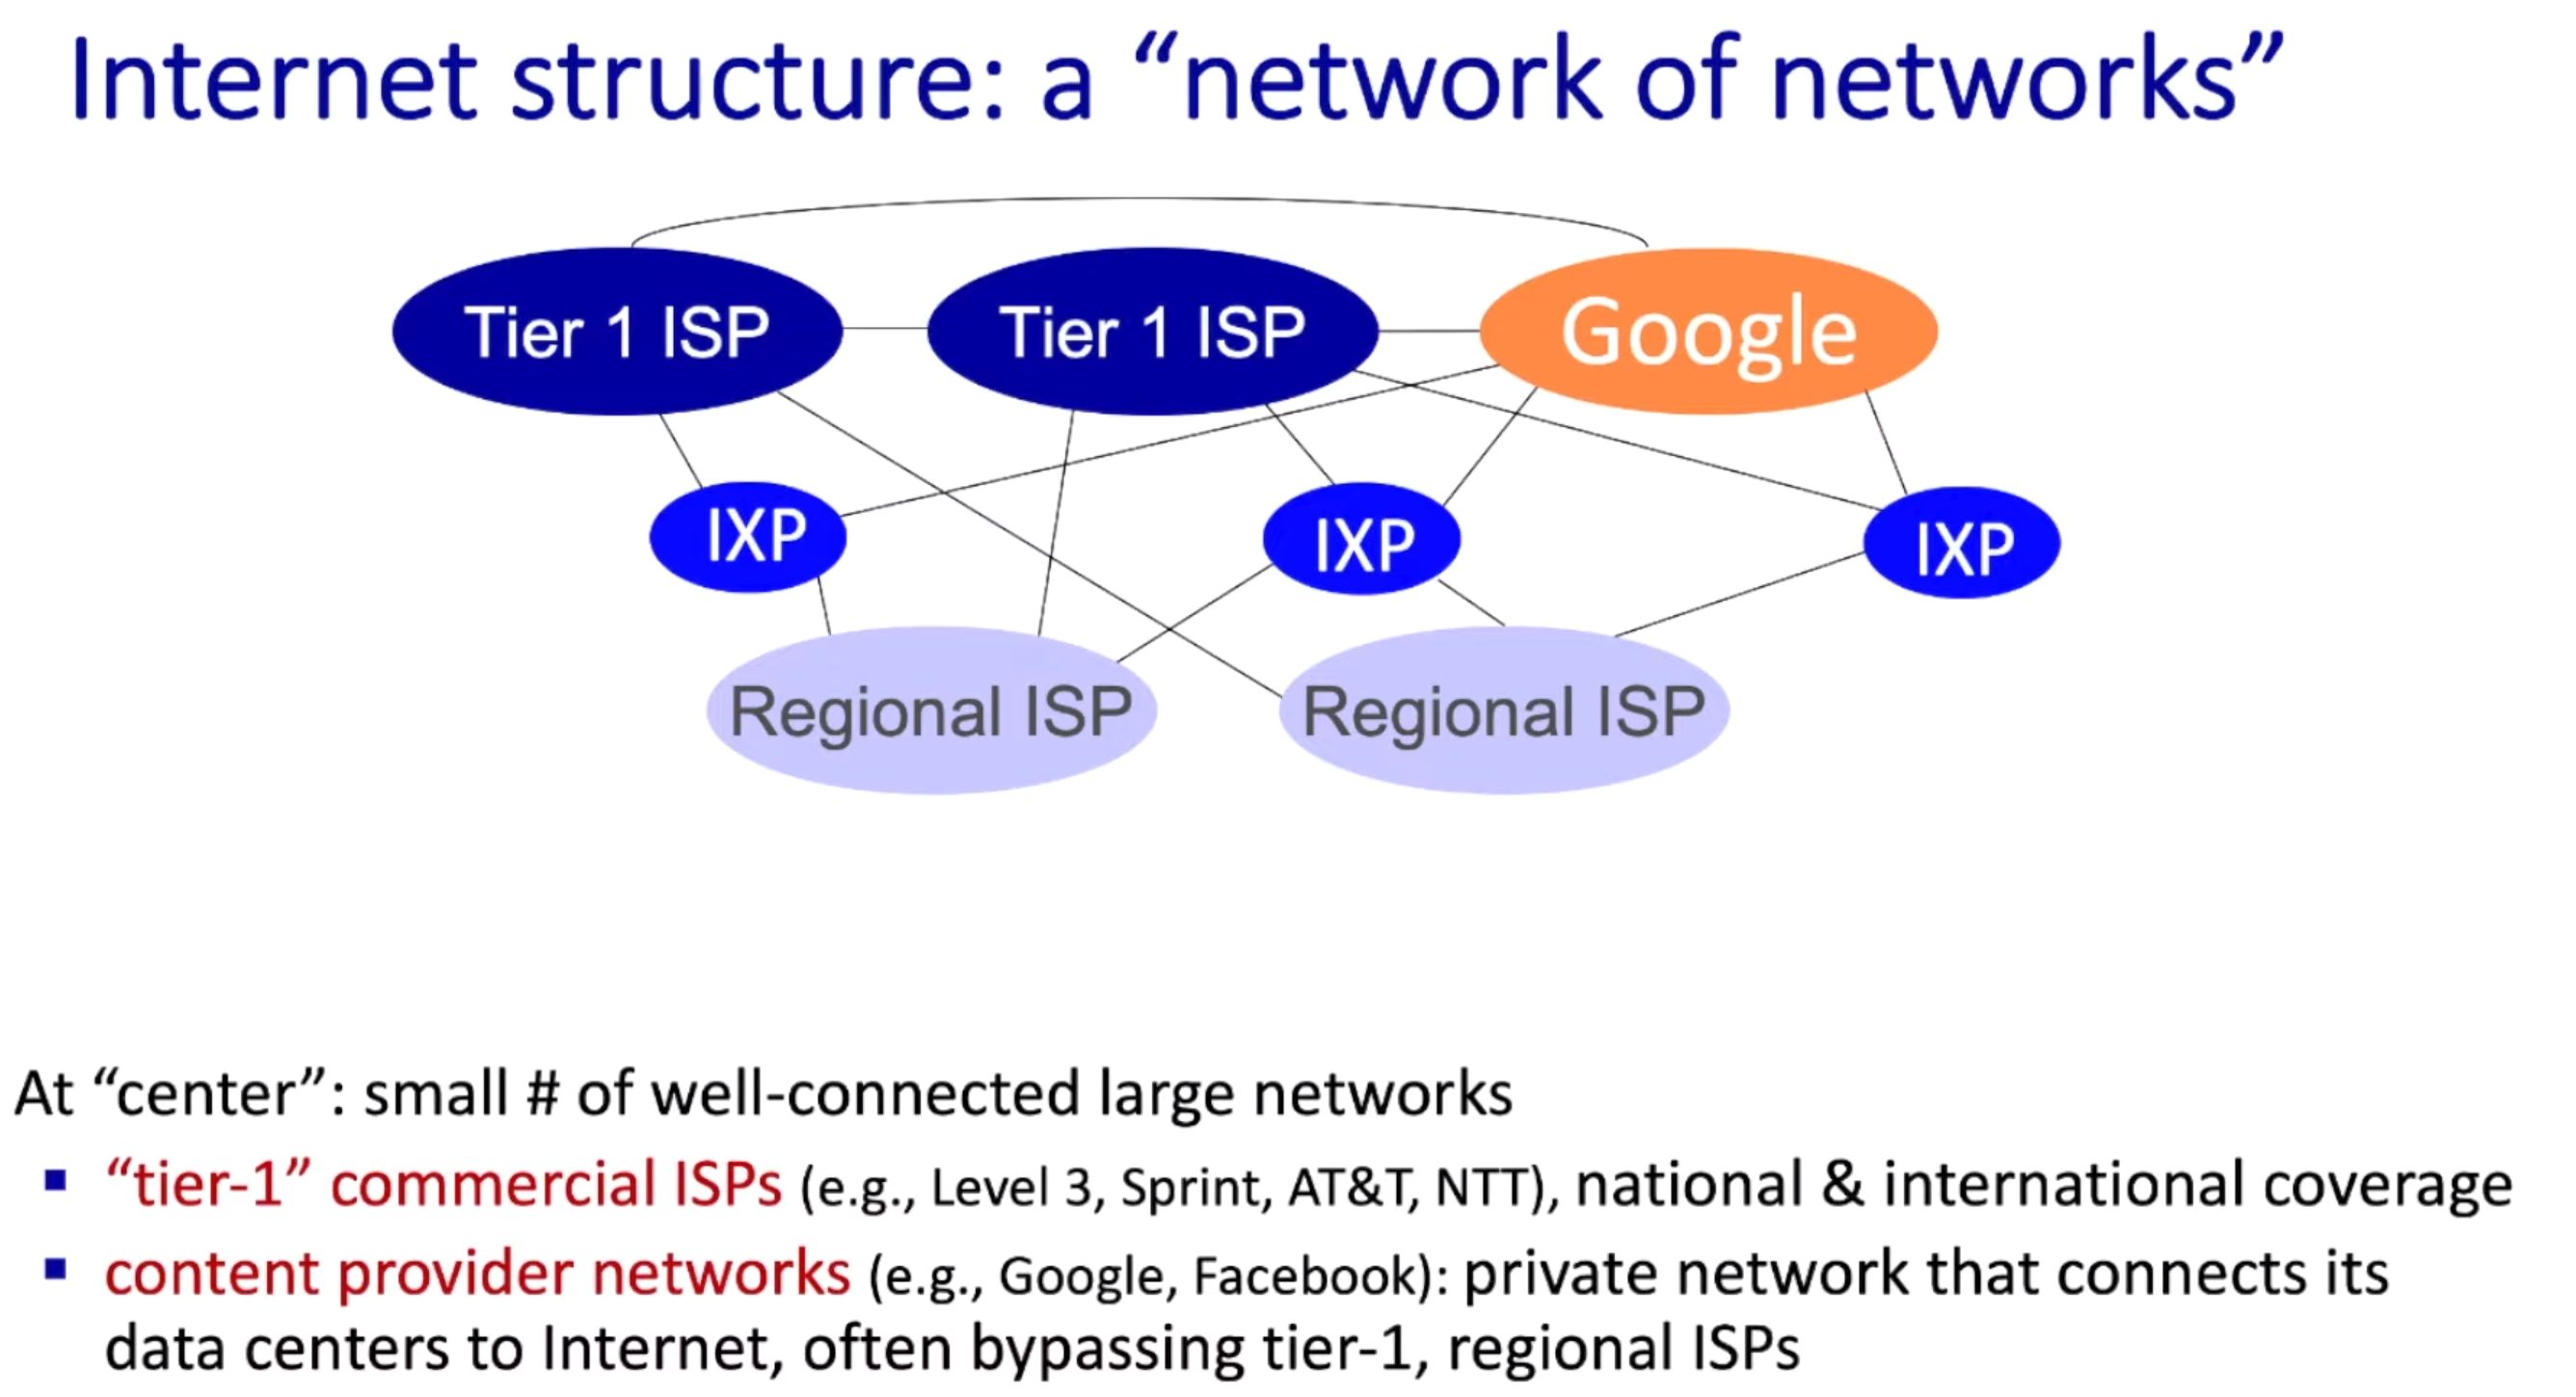 Internet structure: a “network of networks”
Tier 1 ISP
Tier 1 ISP
Google
IXP
IXP
IXP
Regional ISP
Regional ISP
At “center”: small # of well-connected large networks
▪ “tier-1” commercial ISPs (e.g., Level 3, Sprint, AT&T, NTT), national & international coverage
▪ content provider networks (e.g., Google, Facebook): private network that connects its
data centers to Internet, often bypassing tier-1, regional ISPs